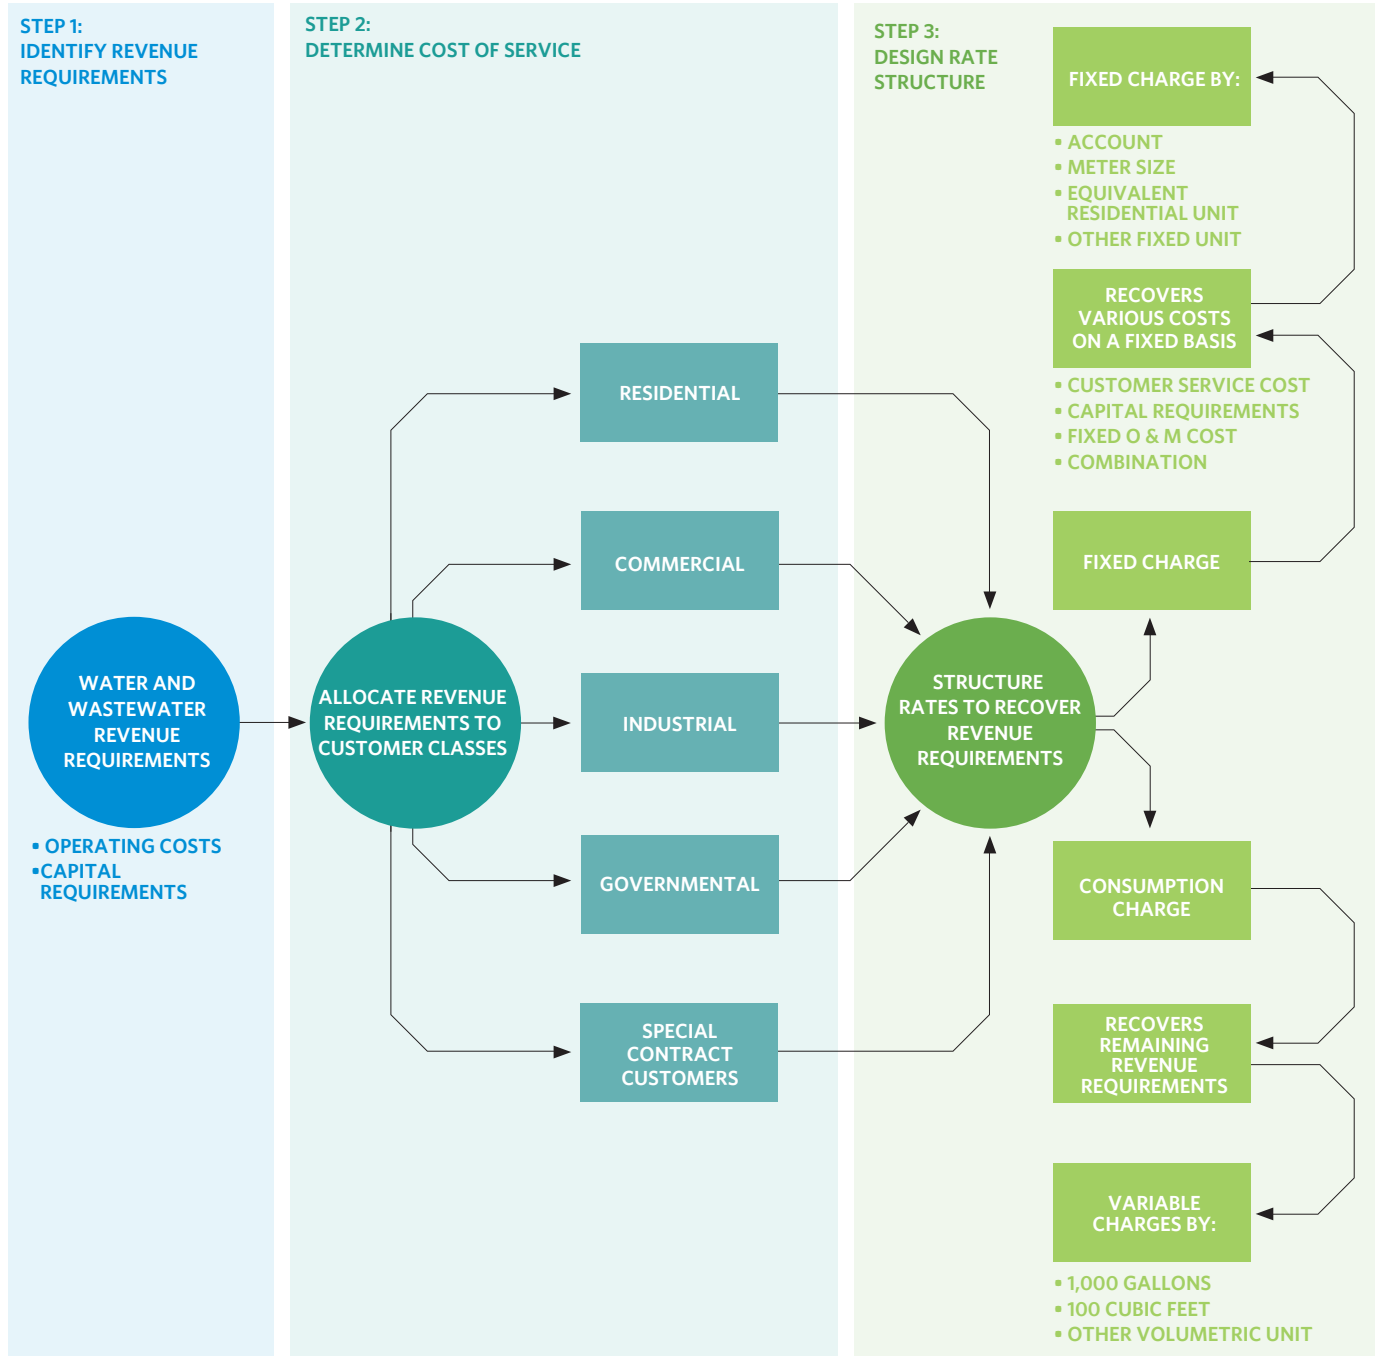 STEP 1:
IDENTIFY REVENUE
REQUIREMENTS
WATER AND
WASTEWATER
REVENUE
REQUIREMENTS
• OPERATING COSTS
•CAPITAL
REQUIREMENTS
STEP 2:
DETERMINE COST OF SERVICE
ALLOCATE REVENUE
REQUIREMENTS TO
CUSTOMER CLASSES
RESIDENTIAL
COMMERCIAL
INDUSTRIAL
GOVERNMENTAL
SPECIAL
CONTRACT
CUSTOMERS
STEP 3:
DESIGN RATE
STRUCTURE
STRUCTURE
RATES TO RECOVER
REVENUE
REQUIREMENTS
FIXED CHARGE BY:
• ACCOUNT
• METER SIZE
• EQUIVALENT
RESIDENTIAL UNIT
• OTHER FIXED UNIT
RECOVERS
VARIOUS COSTS
ON A FIXED BASIS
• CUSTOMER SERVICE COST
• CAPITAL REQUIREMENTS
• FIXED O & M COST
• COMBINATION
FIXED CHARGE
CONSUMPTION
CHARGE
RECOVERS
REMAINING
REVENUE
REQUIREMENTS
VARIABLE
CHARGES BY:
• 1,000 GALLONS
• 100 CUBIC FEET
• OTHER VOLUMETRIC UNIT